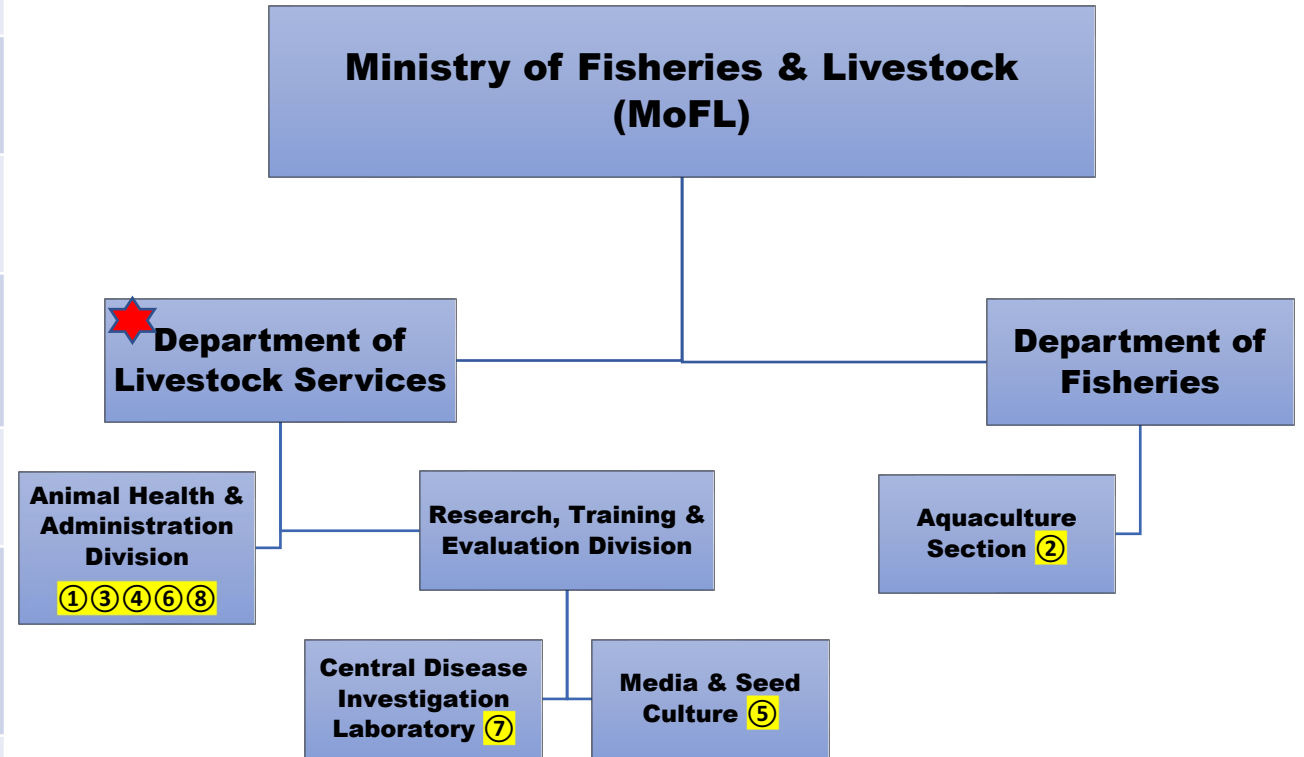 Ministry of Fisheries & Livestock
(MoFL)
Department of
Livestock Services
Department of
Fisheries
Animal Health &
Administration
Division
①③④⑥⑧
Research, Training &
Evaluation Division
Aquaculture
Section ②
Central Disease
Investigation
Laboratory ⑦
Media & Seed
Culture ⑤